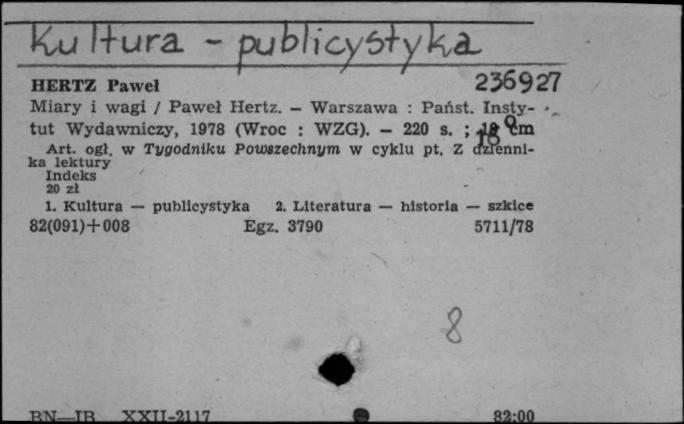 Kultura - publicystyka
HERTZ Paweł 236927
Miary i wagi / Paweł Hertz. — Warszawa : Państ. Insty-
tut Wydawniczy, 1978 (Wroc : WZG). — 220 s. ; cm
Art. ogł. w Tygodniku Powszechnym w cyklu pt. Z dzienni-
ka lektury
Indeks
20 zł
1. Kultura — publicystyka 2. Literatura — historia — szkice
82(091)+008 Egz. 3790 5711/78
8
BN—IB XXII-2117 82:00